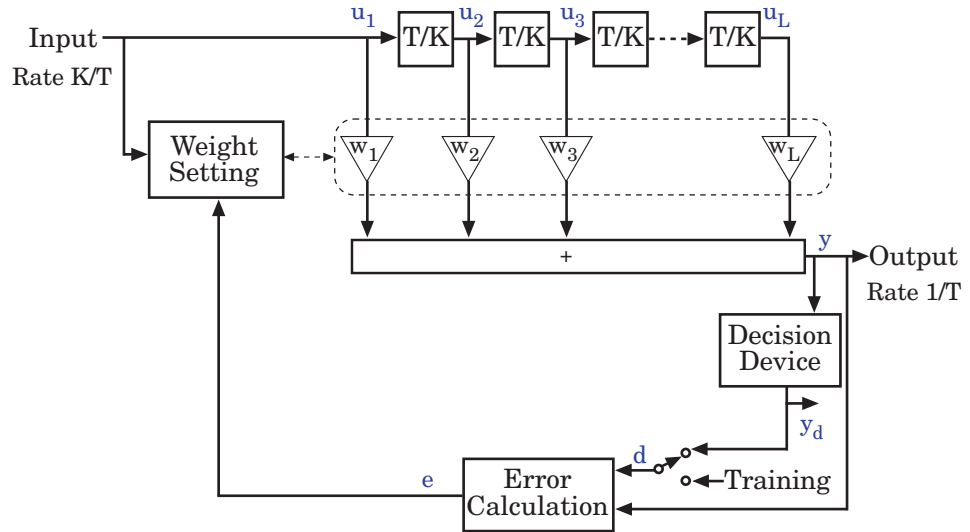 u1 u2 u3 uL
Input T/K T/K T/K T/K
Rate K/T
Weight
Setting
w1 w2 w3 wL
+
y
Output
Rate 1/T
Decision
Device
yd
d
Training
e
Error
Calculation